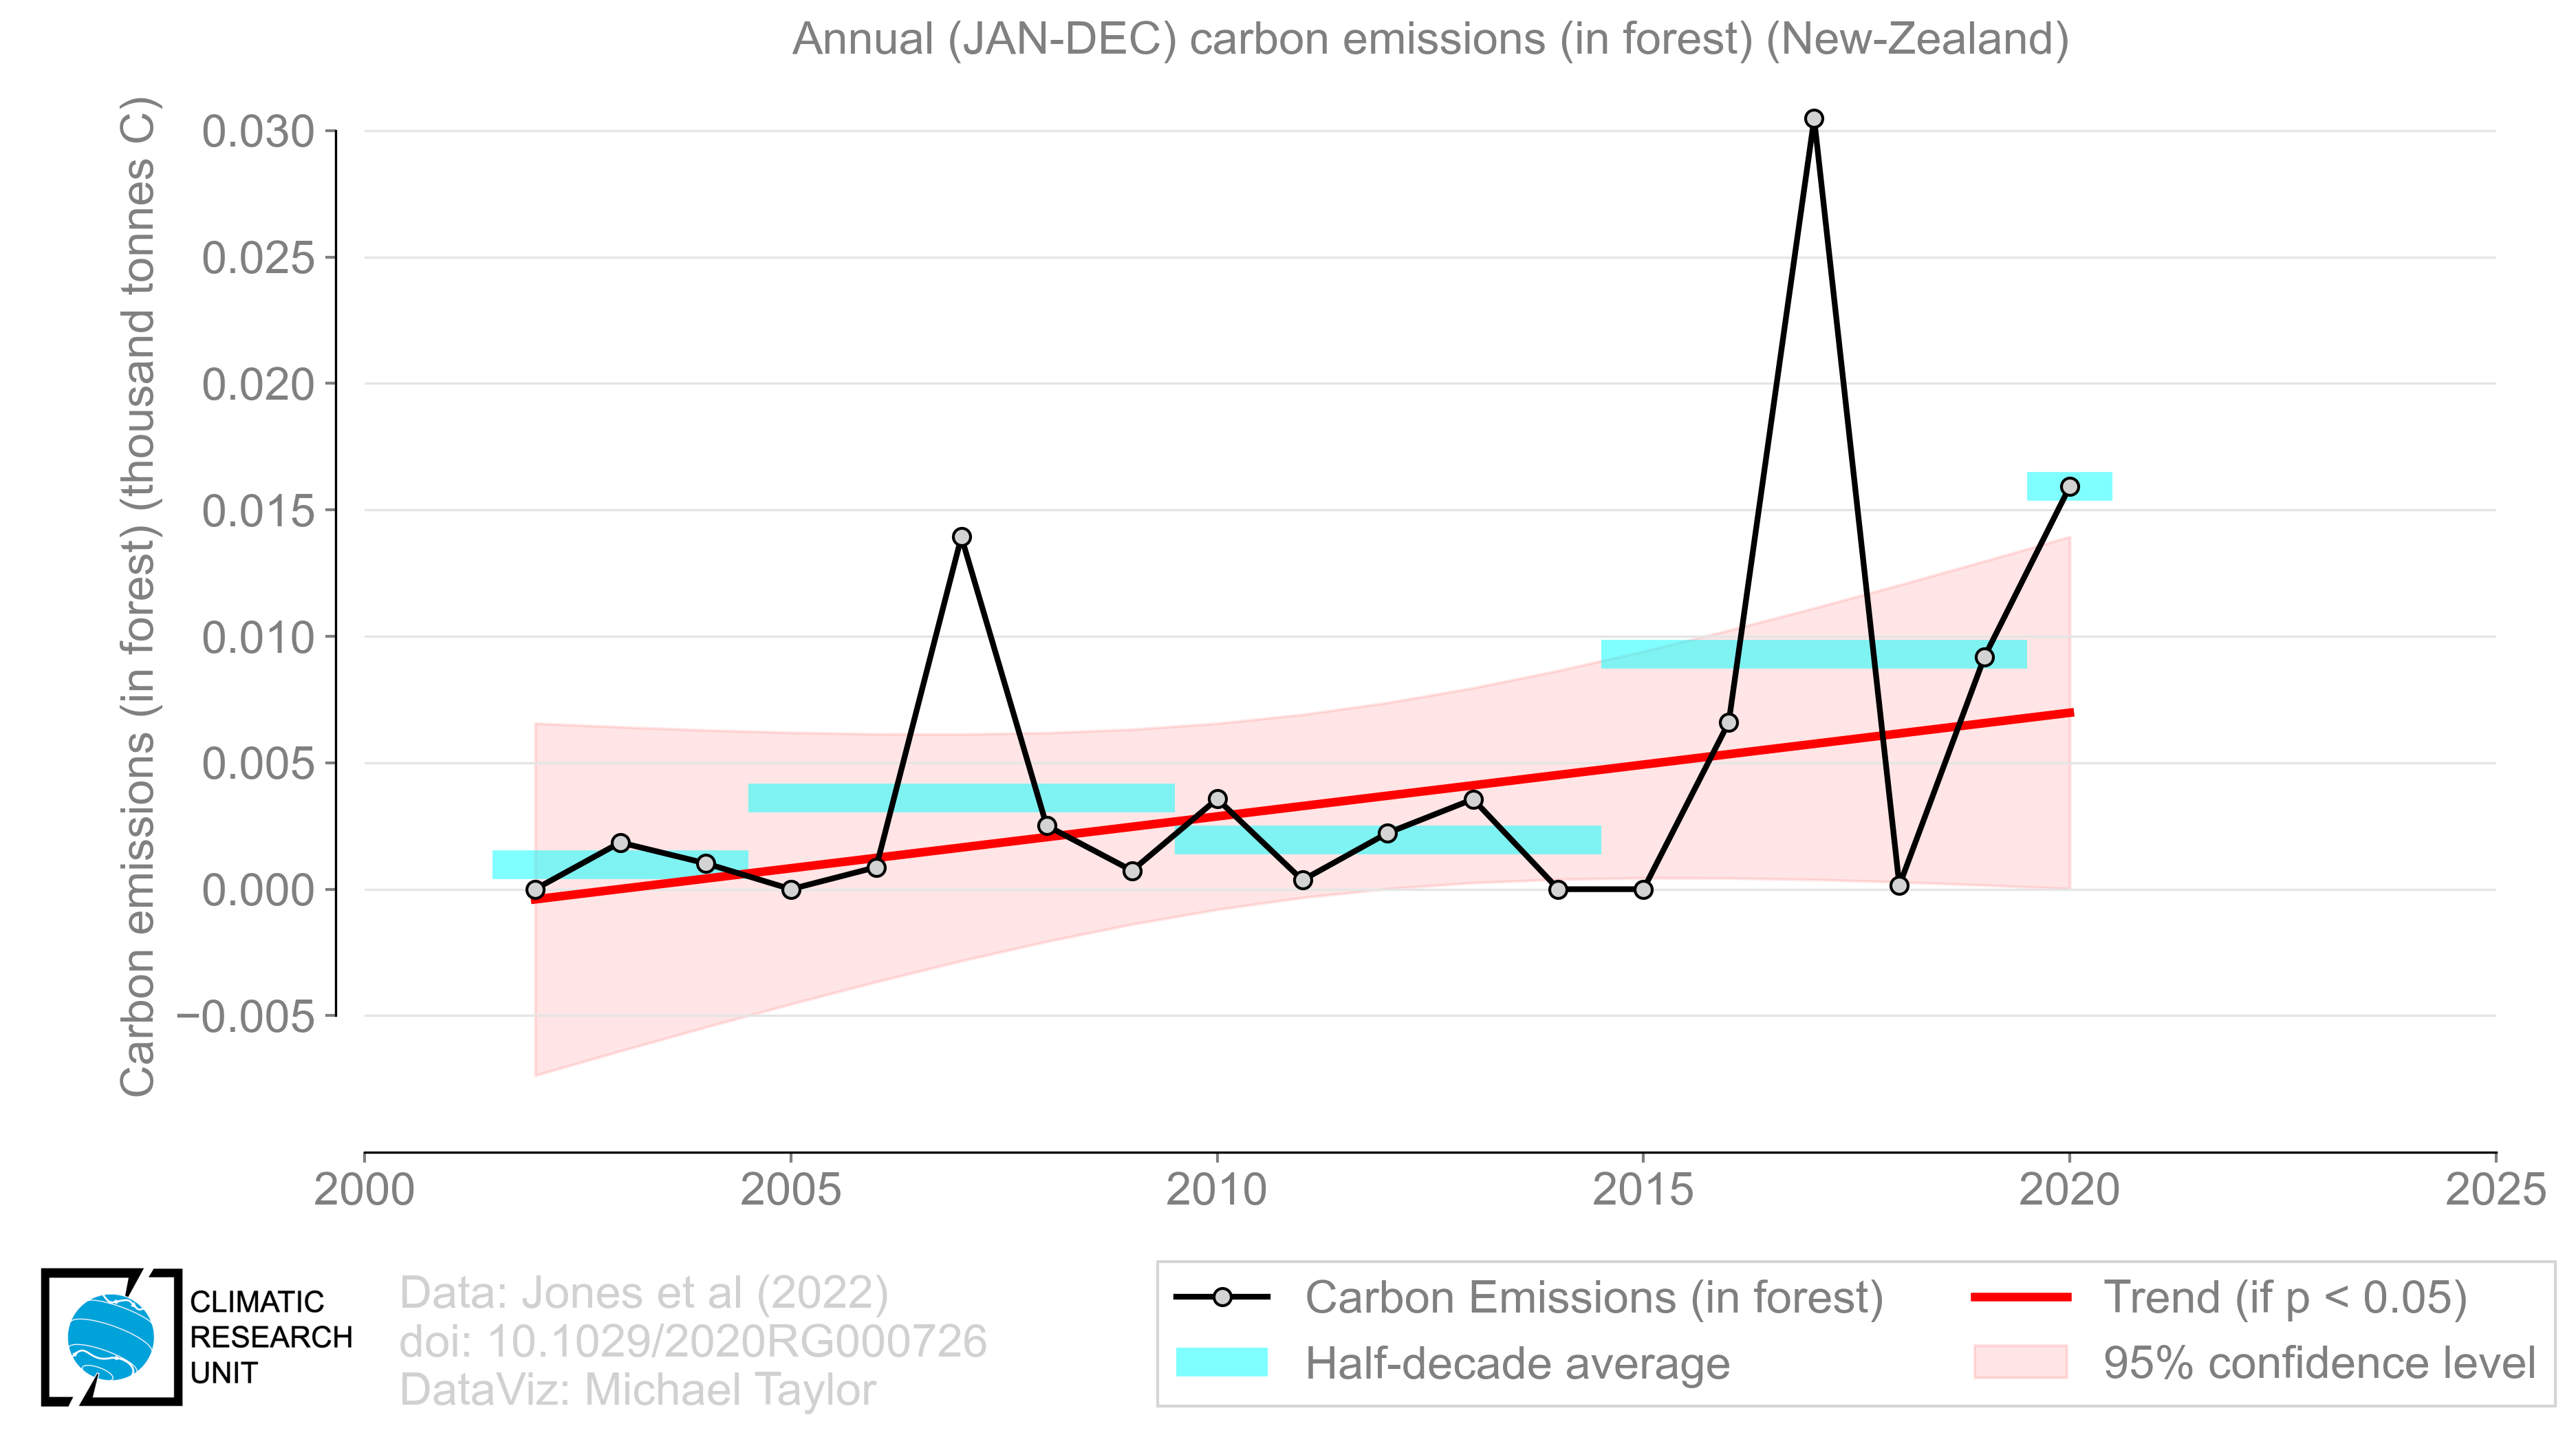 Annual (JAN-DEC) carbon emissions (in forest) (New-Zealand)
Carbon emissions (in forest) (thousand tonnes C)
0.030
0.025
0.020
0.015
0.010
0.005
0.000
−0.005
2000
2005
2010
2015
2020
2025
CLIMATIC
RESEARCH
UNIT
Data: Jones et al (2022)
doi: 10.1029/2020RG000726
DataViz: Michael Taylor
Carbon Emissions (in forest)
Half-decade average
Trend (if p < 0.05)
95% confidence level